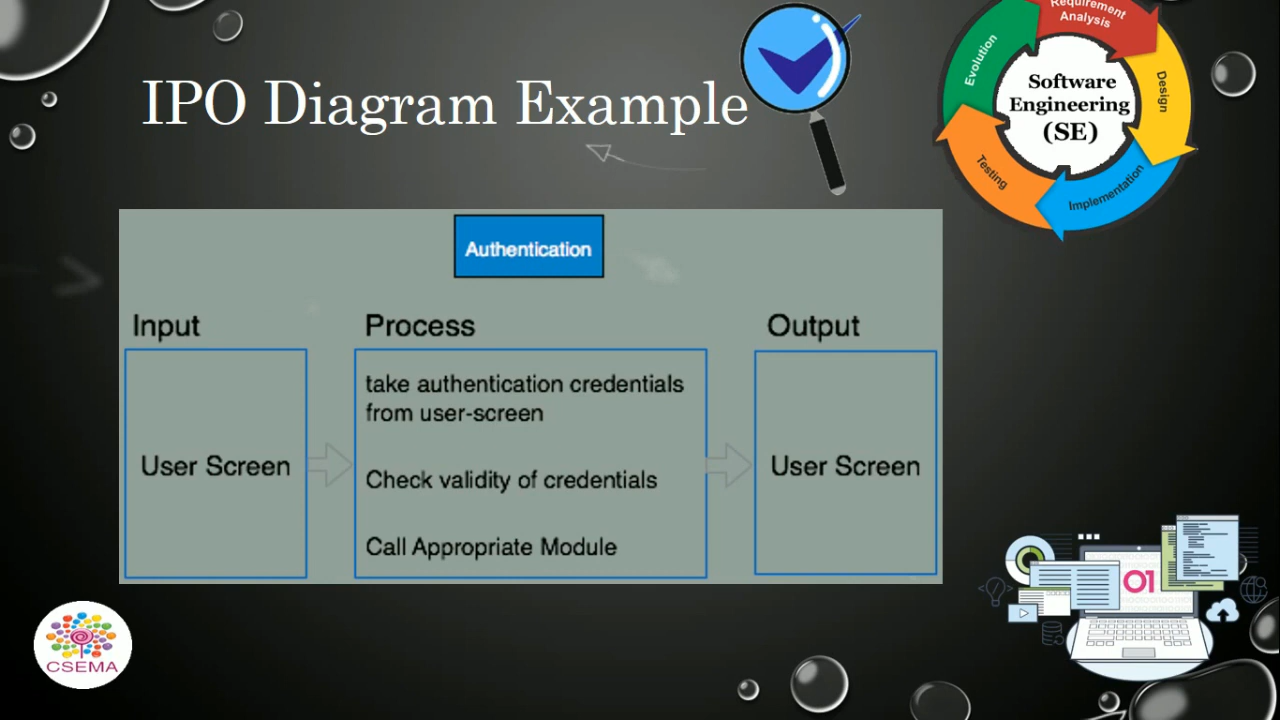 IPO Diagram Example
Requirement
Analysis
Design
Implementation
Testing
Evolution
Software
Engineering
(SE)
Authentication
Input
Process
Output
User Screen
take authentication credentials
from user-screen
Check validity of credentials
Call Appropriate Module
User Screen
01
CSEMA